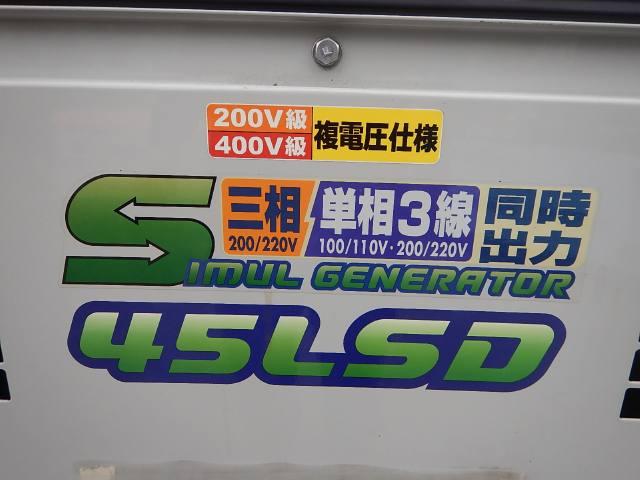 200V級
400V級
複電圧仕様
三相
200/220V
単相3線
100/110V・200/220V
同時
出力
SIMUL GENERATOR
45LSD